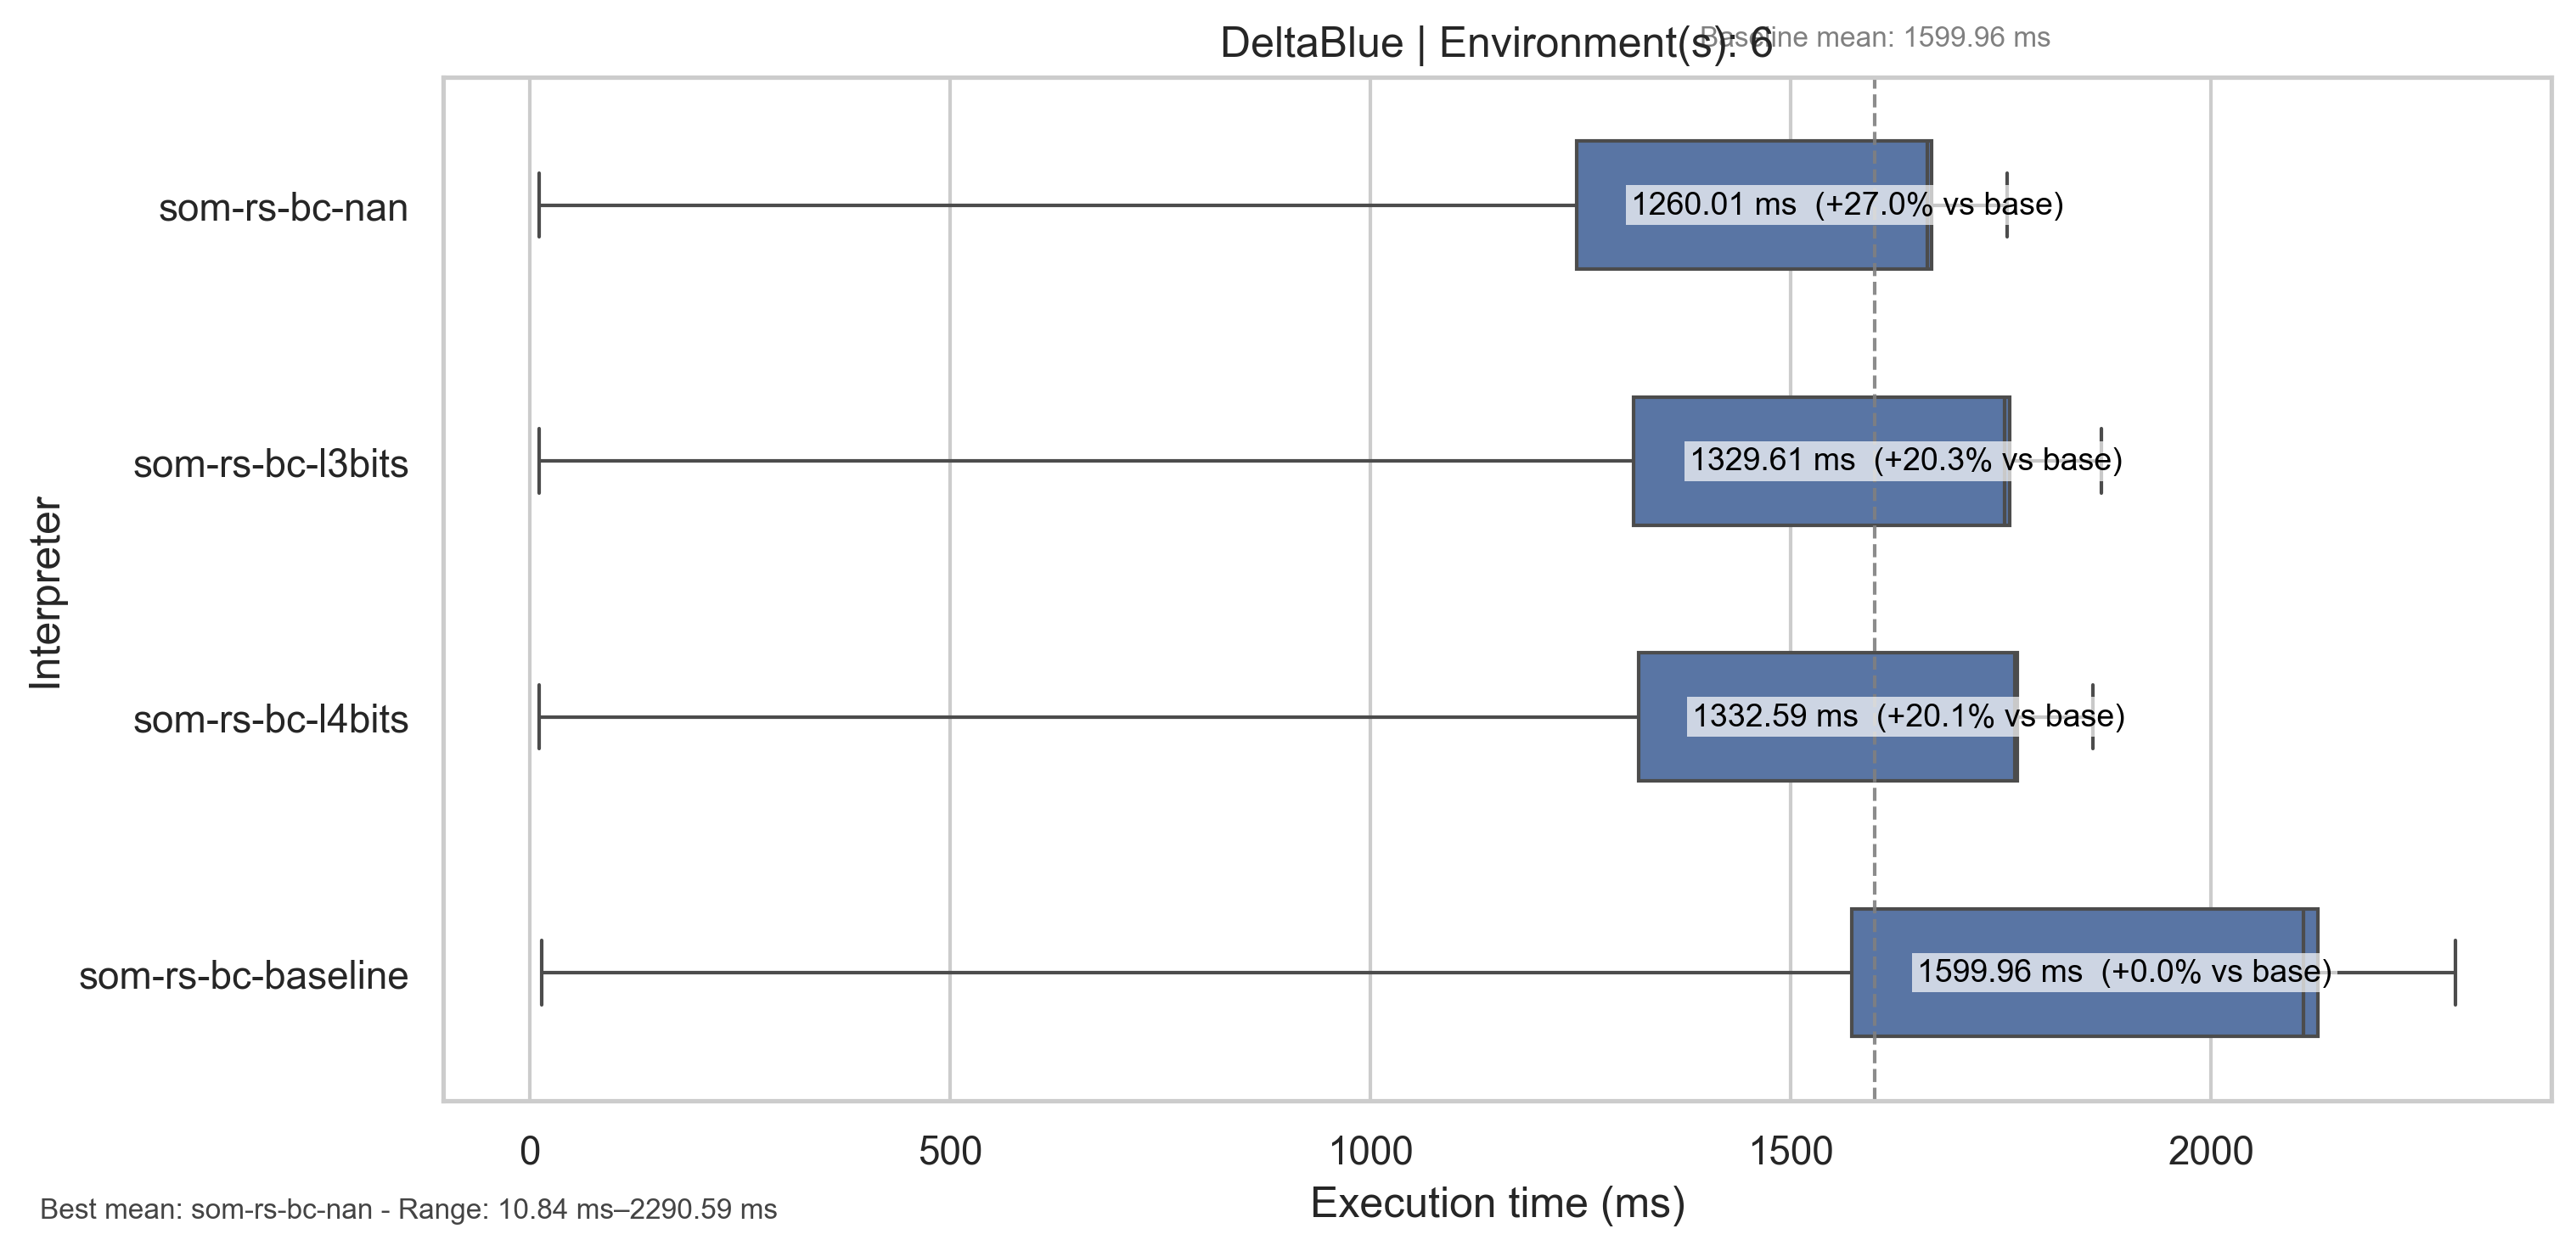 DeltaBlue | Environment(s): 6
Baseline mean: 1599.96 ms
som-rs-bc-nan
1260.01 ms (+27.0% vs base)
som-rs-bc-l3bits
1329.61 ms (+20.3% vs base)
som-rs-bc-l4bits
1332.59 ms (+20.1% vs base)
som-rs-bc-baseline
1599.96 ms (+0.0% vs base)
Interpreter
0 500 1000 1500 2000
Execution time (ms)
Best mean: som-rs-bc-nan - Range: 10.84 ms–2290.59 ms